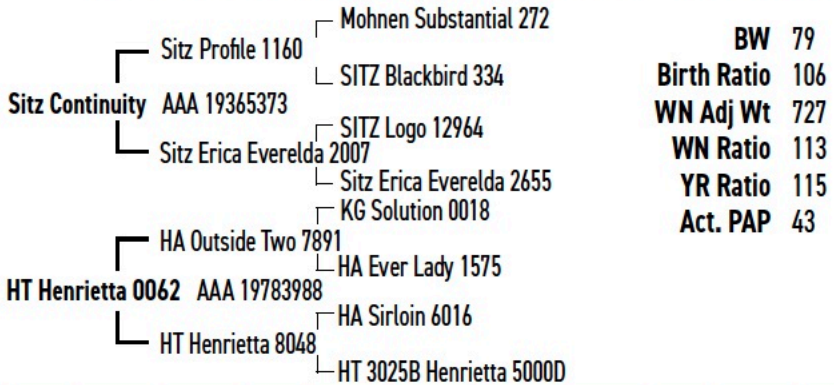 Mohnen Substantial 272
Sitz Profile 1160
SITZ Blackbird 334
Sitz Continuity AAA 19365373
SITZ Logo 12964
Sitz Erica Everelda 2007
Sitz Erica Everelda 2655
KG Solution 0018
HA Outside Two 7891
HA Ever Lady 1575
HT Henrietta 0062 AAA 19783988
HA Sirloin 6016
HT Henrietta 8048
HT 3025B Henrietta 5000D
BW 79
Birth Ratio 106
WN Adj Wt 727
WN Ratio 113
YR Ratio 115
Act. PAP 43